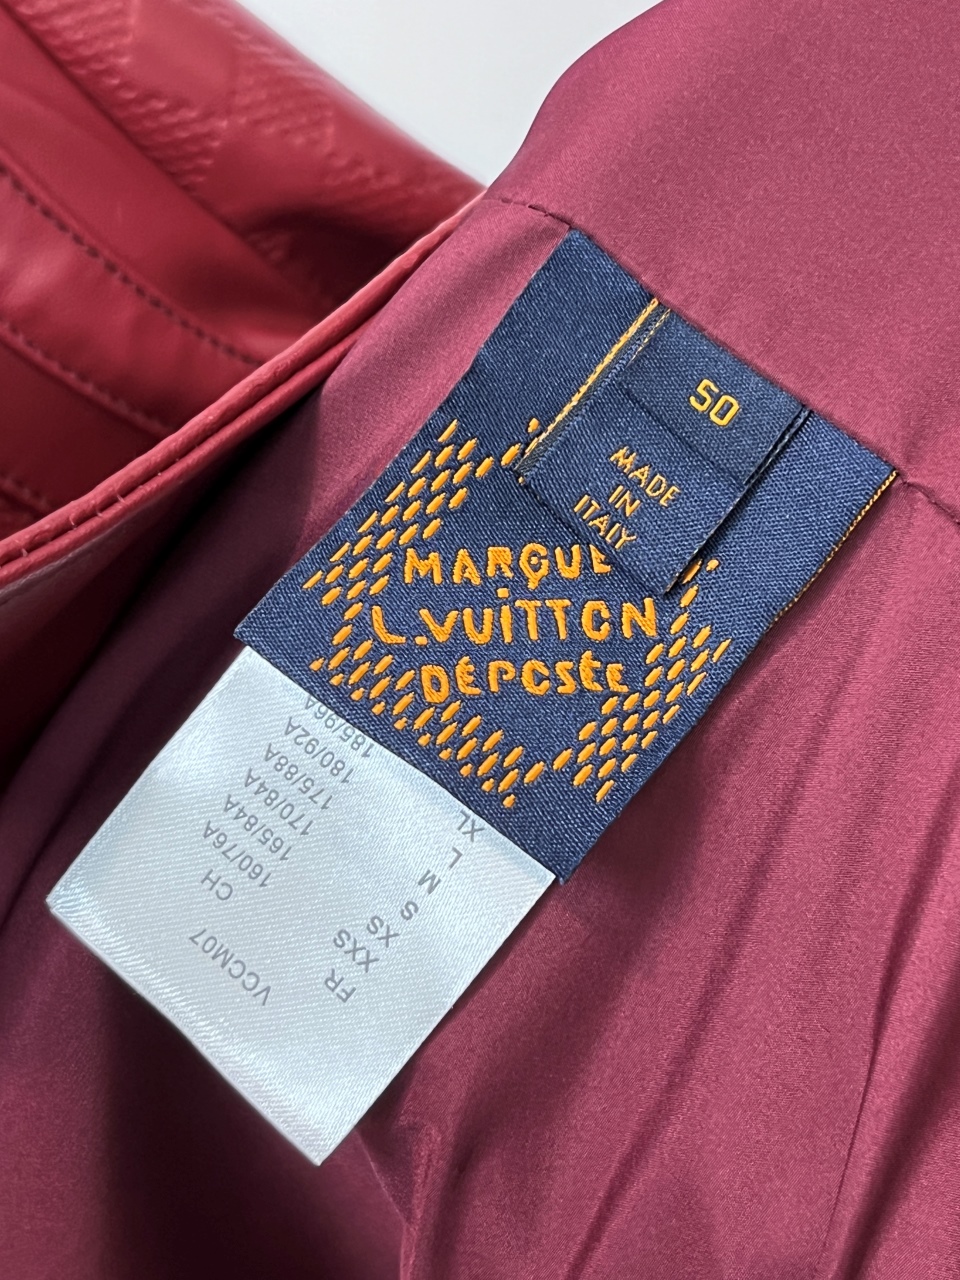 50
MADE
IN
ITALY
MARQUE
L.VUiTTON
DÉPOSÉE
VCCM07
FR CH
XXS 160/76A
XS 165/84A
S 170/84A
M 175/88A
L 180/92A
XL 185/96A